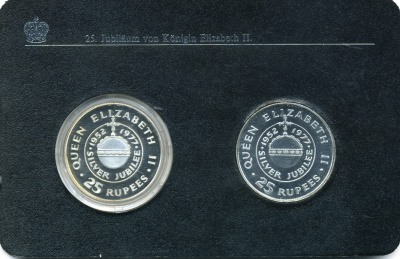 25. Jubiläum von Königin Elizabeth II.
QUEEN ELIZABETH II
1952 1977
SILVER JUBILEE
25 RUPEES
QUEEN ELIZABETH II
1952 1977
SILVER JUBILEE
25 RUPEES